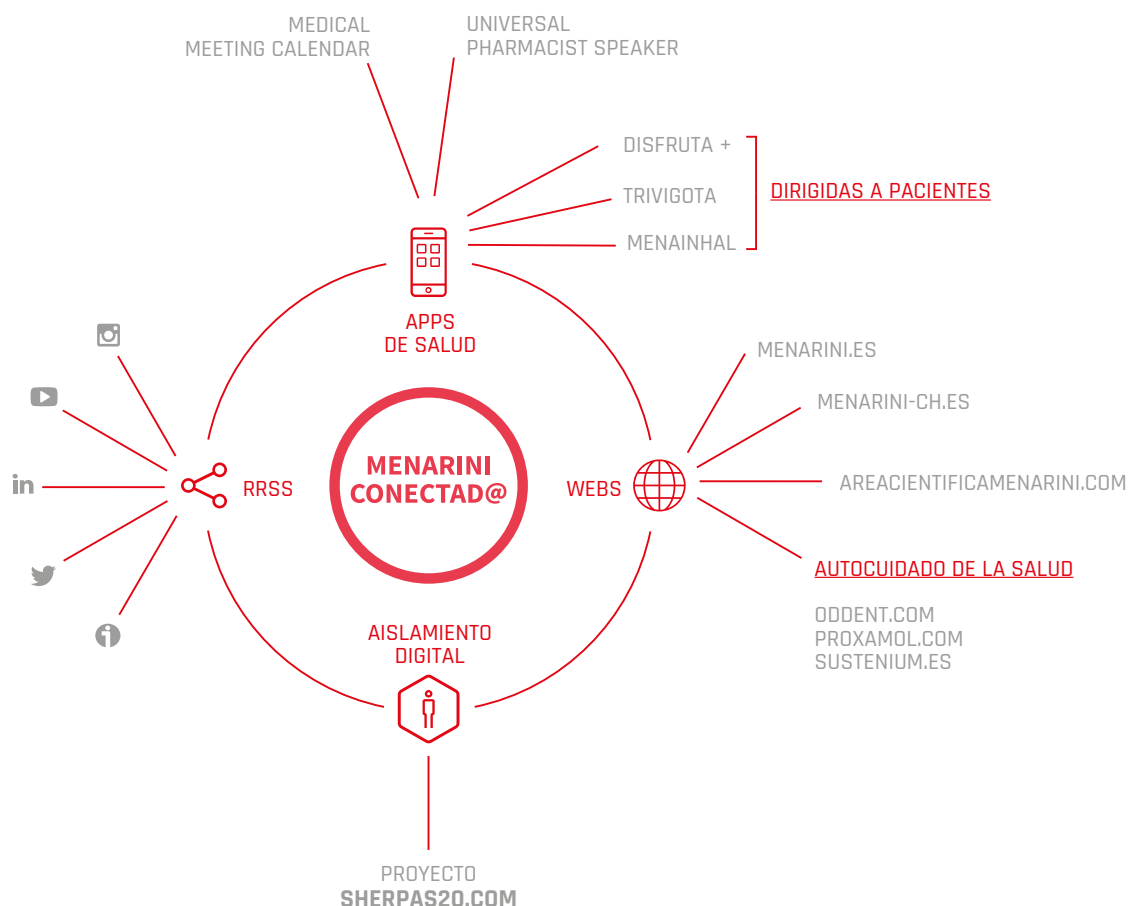 MEDICAL
MEETING CALENDAR
UNIVERSAL
PHARMACIST SPEAKER
DISFRUTA +
TRIVIGOTA
MENAINHAL
DIRIGIDAS A PACIENTES
APPS
DE SALUD
MENARINI.ES
MENARINI-CH.ES
AREACIENTIFICAMENARINI.COM
AUTOCUIDADO DE LA SALUD
ODDENT.COM
PROXAMOL.COM
SUSTENIUM.ES
WEBS
MENARINI
CONECTAD@
RRSS
in
AISLAMIENTO
DIGITAL
PROYECTO
SHERPAS20.COM